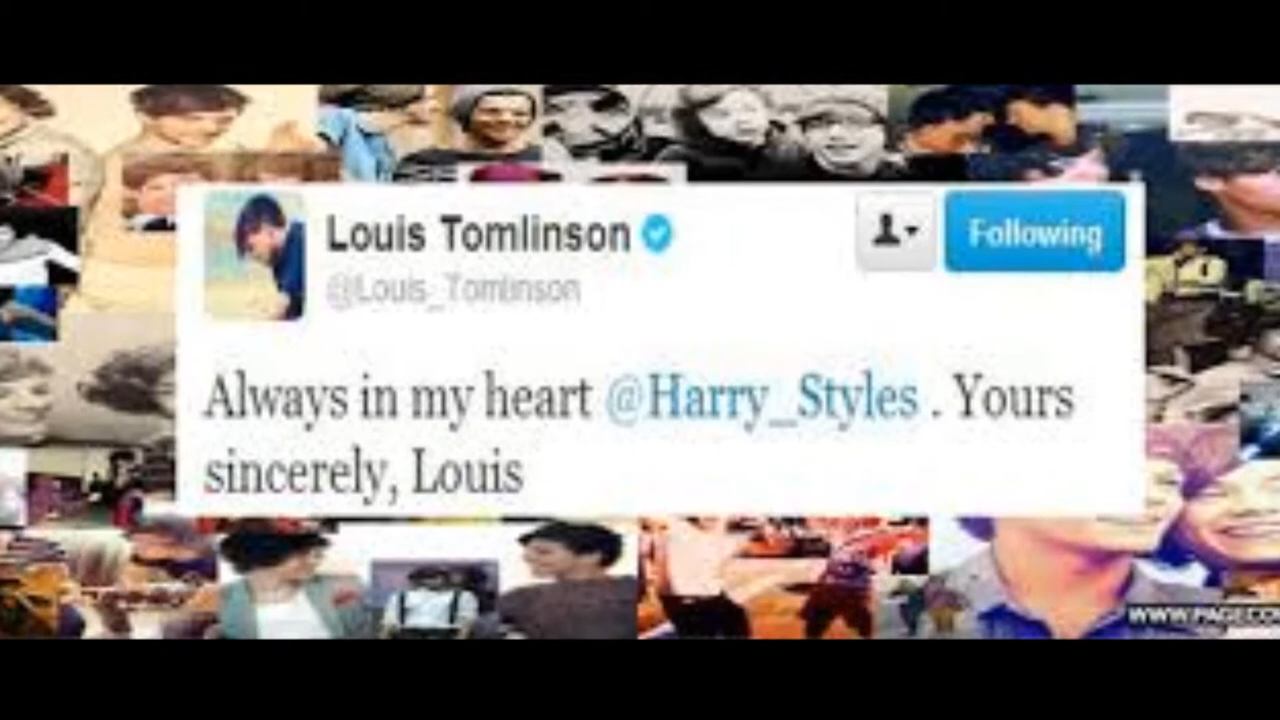 Louis Tomlinson
Following
@Louis_Tomlinson
Always in my heart @Harry_Styles . Yours
sincerely, Louis